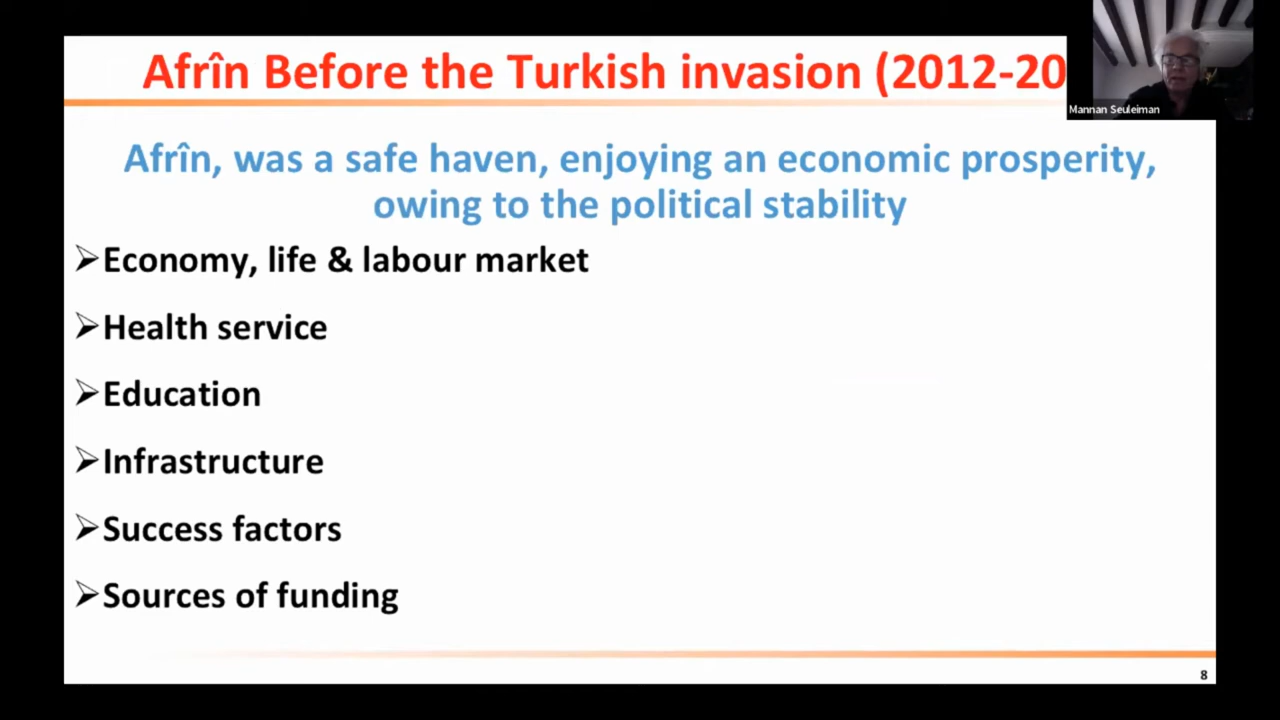 Afrîn Before the Turkish invasion (2012-20
Mannan Seuleiman
Afrîn, was a safe haven, enjoying an economic prosperity,
owing to the political stability
➢Economy, life & labour market
➢Health service
➢Education
➢Infrastructure
➢Success factors
➢Sources of funding
8